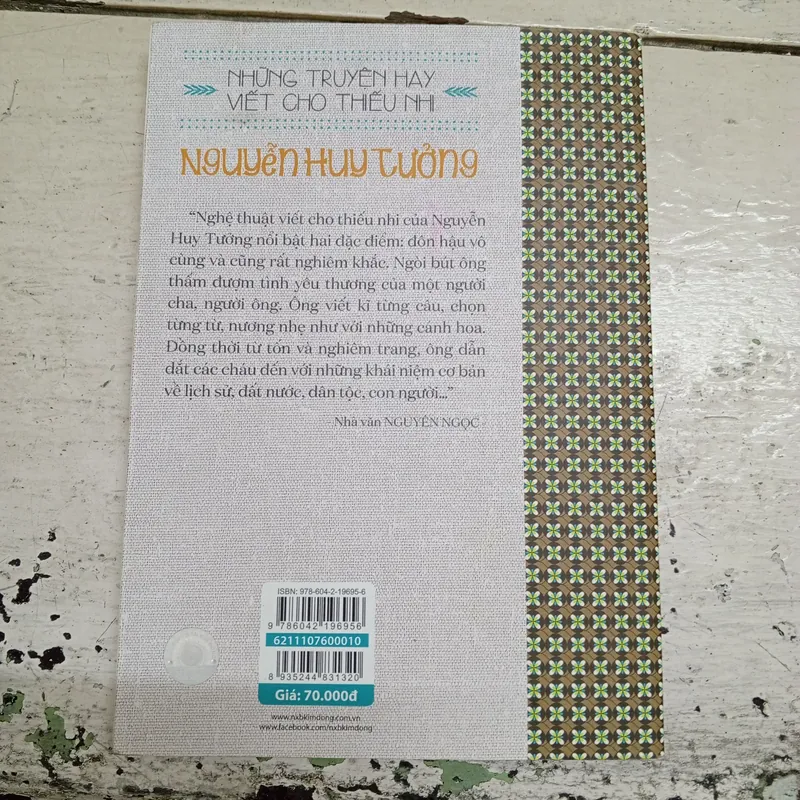 NHỮNG TRUYỆN HAY
VIẾT CHO THIẾU NHI
NGUYỄN HUY TƯỞNG
“Nghệ thuật viết cho thiếu nhi của Nguyễn
Huy Tưởng nổi bật hai đặc điểm: đôn hậu vô
cùng và cũng rất nghiêm khắc. Ngòi bút ông
thấm đượm tình yêu thương của một người
cha, người ông. Ông viết kĩ từng câu, chọn
từng từ, nương nhẹ như với những cánh hoa.
Đồng thời từ tốn và nghiêm trang, ông dẫn
dắt các cháu đến với những khái niệm cơ bản
về lịch sử, đất nước, dân tộc, con người...”
- Nhà văn NGUYÊN NGỌC -
ISBN: 978-604-2-19695-6
9 786042 196956
6211107600010
8 935244 831320
Giá: 70.000đ
www.nxbkimdong.com.vn
www.facebook.com/nxbkimdong